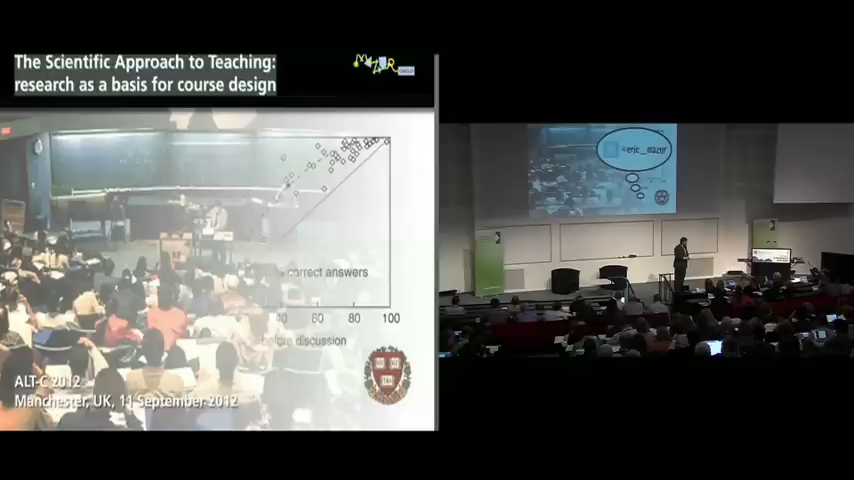 The Scientific Approach to Teaching:
research as a basis for course design
correct answers
40 60 80 100
before discussion
ALT-C 2012
Manchester, UK, 11 September 2012
@eric_mazur